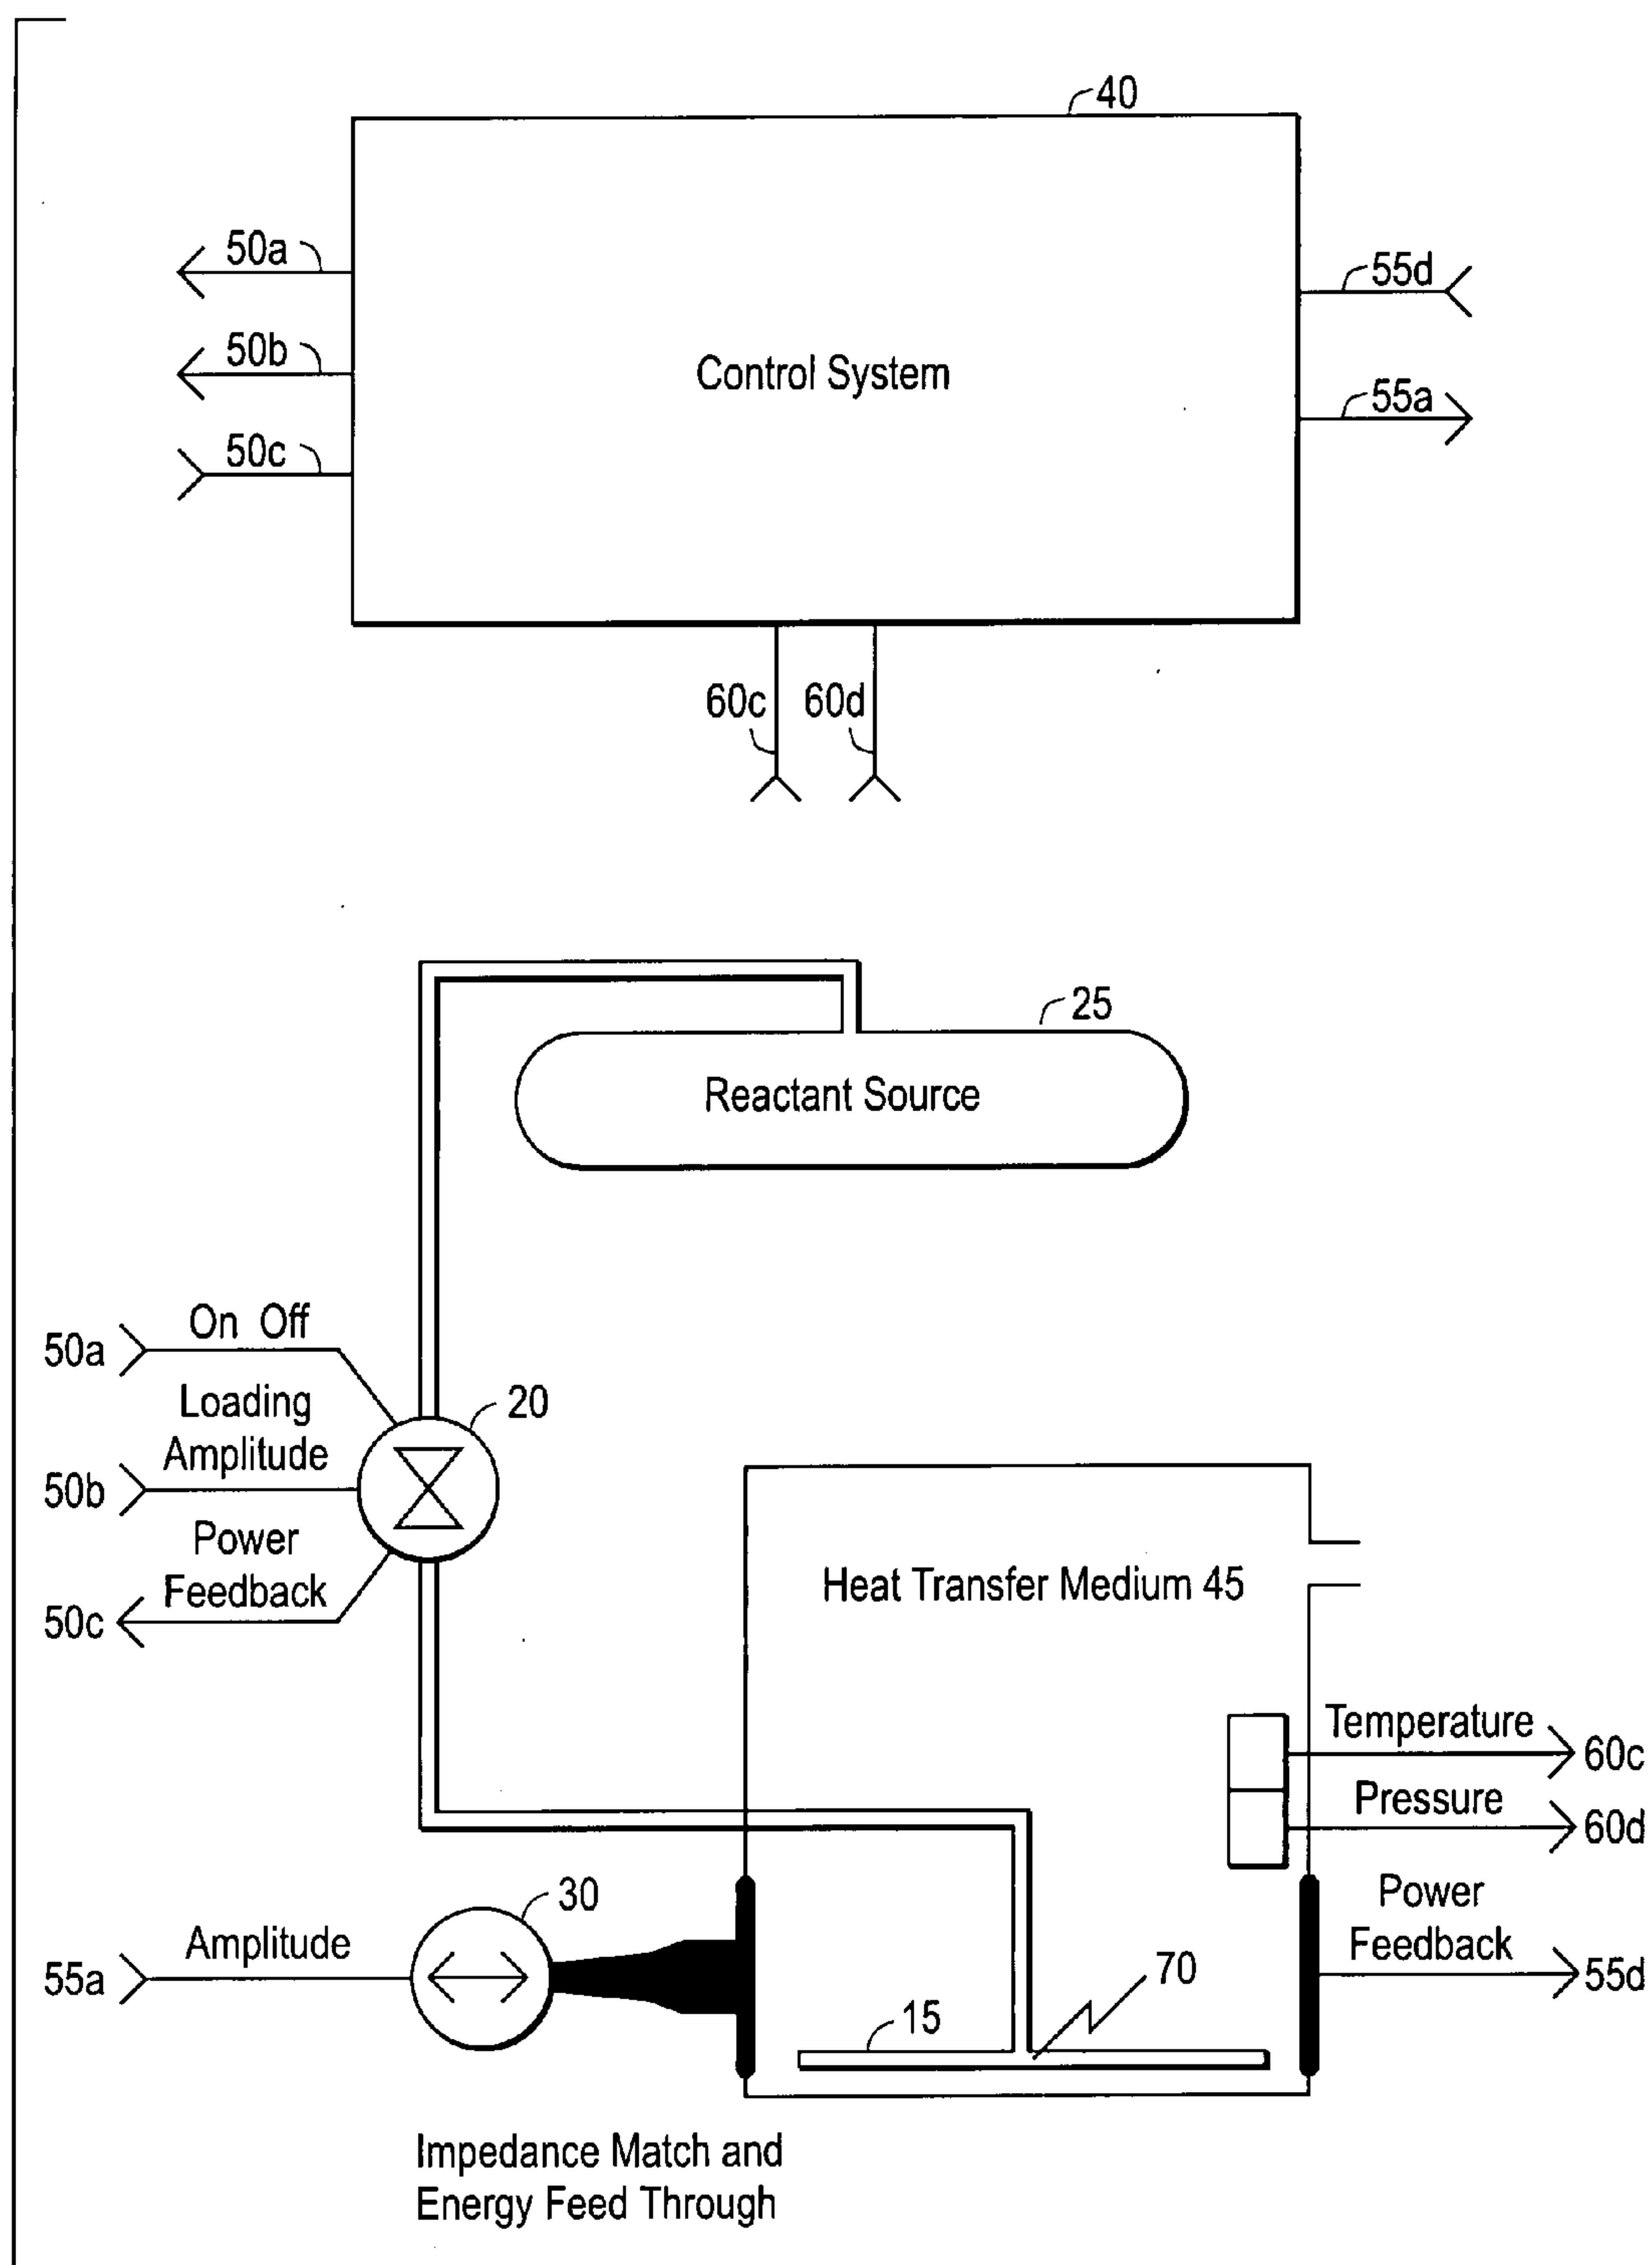 40
50a
55d
50b
Control System
55a
50c
60c 60d
25
Reactant Source
On Off
50a
Loading
Amplitude
20
50b
Power
Feedback
50c
Heat Transfer Medium 45
Temperature
60c
Pressure
60d
30
Power
Feedback
55d
Amplitude
55a
70
15
Impedance Match and
Energy Feed Through